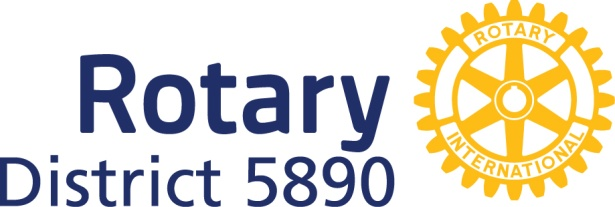 Rotary
District 5890
ROTARY
INTERNATIONAL